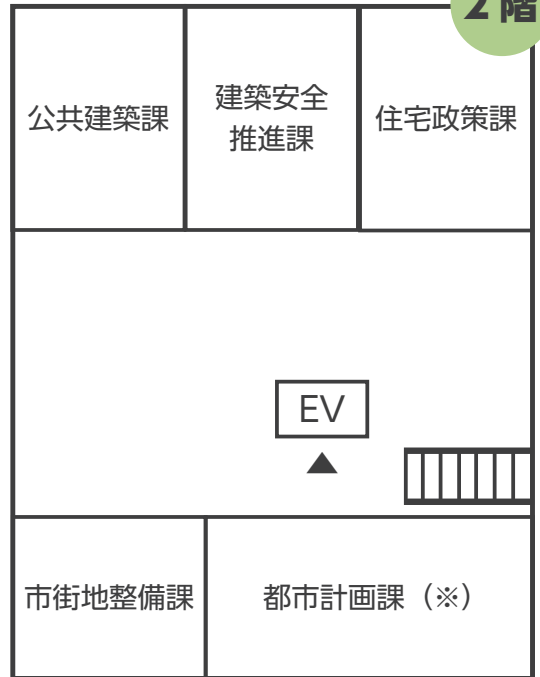 2階
公共建築課
建築安全
推進課
住宅政策課
EV
市街地整備課
都市計画課（※）